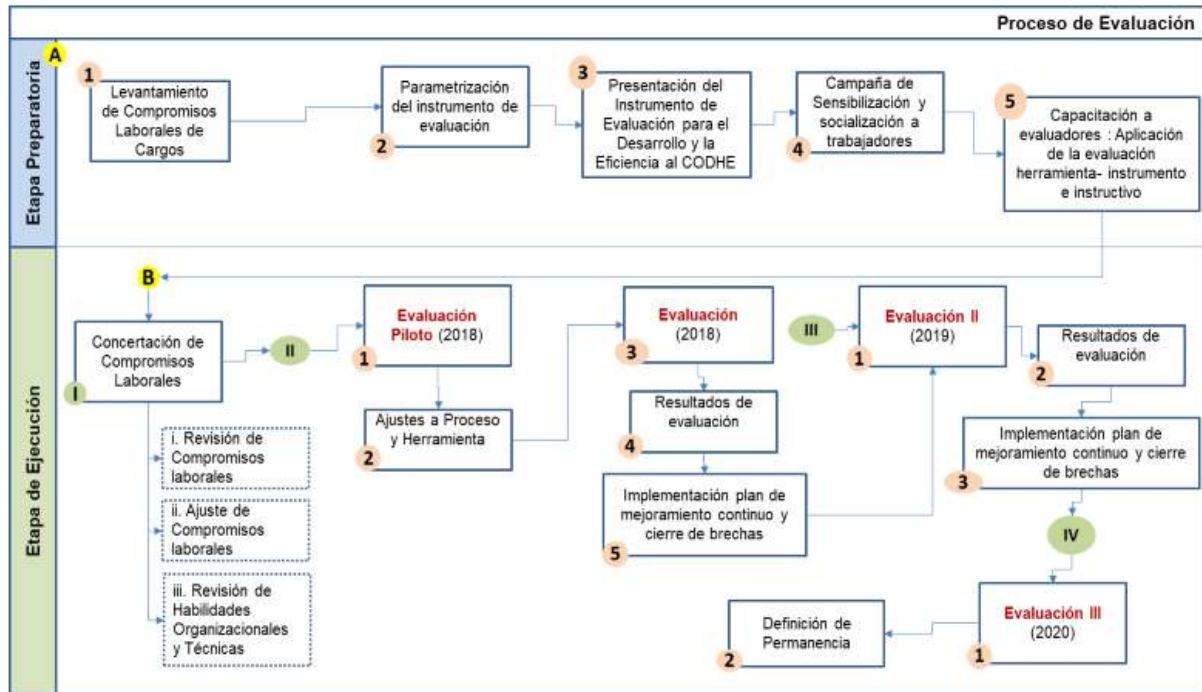 Proceso de Evaluación
Etapa Preparatoria
A
1
Levantamiento
de Compromisos
Laborales de
Cargos
Parametrización
del instrumento de
evaluación
2
3
Presentación del
Instrumento de
Evaluación para el
Desarrollo y la
Eficiencia al CODHE
Campaña de
Sensibilización y
socialización a
trabajadores
4
5
Capacitación a
evaluadores : Aplicación
de la evaluación
herramienta- instrumento
e instructivo
Etapa de Ejecución
B
Concertación de
Compromisos
Laborales
I
i. Revisión de
Compromisos
laborales
ii. Ajuste de
Compromisos
laborales
iii. Revisión de
Habilidades
Organizacionales
y Técnicas
II
Evaluación
Piloto (2018)
1
Ajustes a Proceso
y Herramienta
2
Evaluación
(2018)
3
Resultados de
evaluación
4
Implementación plan de
mejoramiento continuo y
cierre de brechas
5
III
Evaluación II
(2019)
1
Resultados
de evaluación
2
Implementación plan de
mejoramiento continuo y cierre
de brechas
3
IV
Evaluación III
(2020)
1
Definición de
Permanencia
2